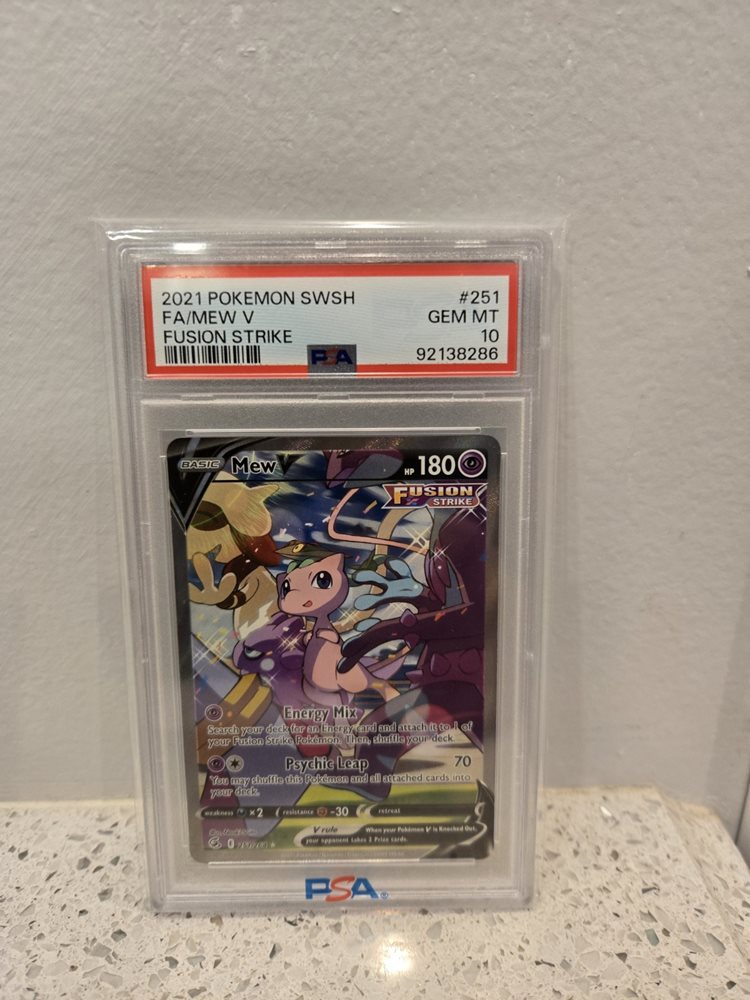 2021 POKEMON SWSH #251
FA/MEW V GEM MT
FUSION STRIKE 10
PSA 92138286
BASIC Mew V HP 180
FUSION
STRIKE
Energy Mix
Search your deck for an Energy card and attach it to 1 of
your Fusion Strike Pokémon. Then, shuffle your deck.
Psychic Leap 70
You may shuffle this Pokémon and all attached cards into
your deck.
weakness ×2 resistance -30 retreat
V rule When your Pokémon V is Knocked Out,
your opponent takes 2 Prize cards.
251/264
PSA®